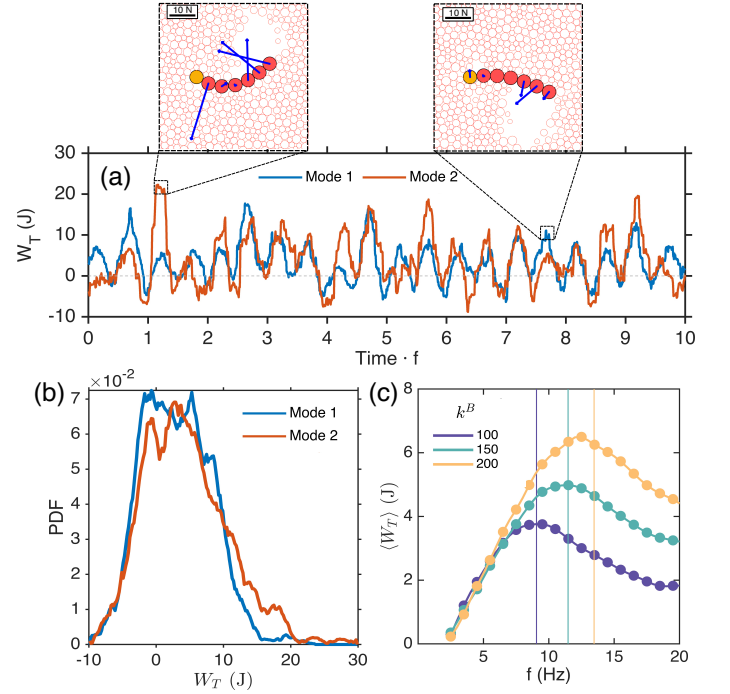 10 N
10 N
(a)
Mode 1
Mode 2
W_T (J)
30
20
10
0
-10
0 1 2 3 4 5 6 7 8 9 10
Time · f
(b)
×10⁻²
Mode 1
Mode 2
PDF
7
6
5
4
3
2
1
0
-10 0 10 20 30
W_T (J)
(c)
k^B
100
150
200
⟨W_T⟩ (J)
8
6
4
2
0
5 10 15 20
f (Hz)